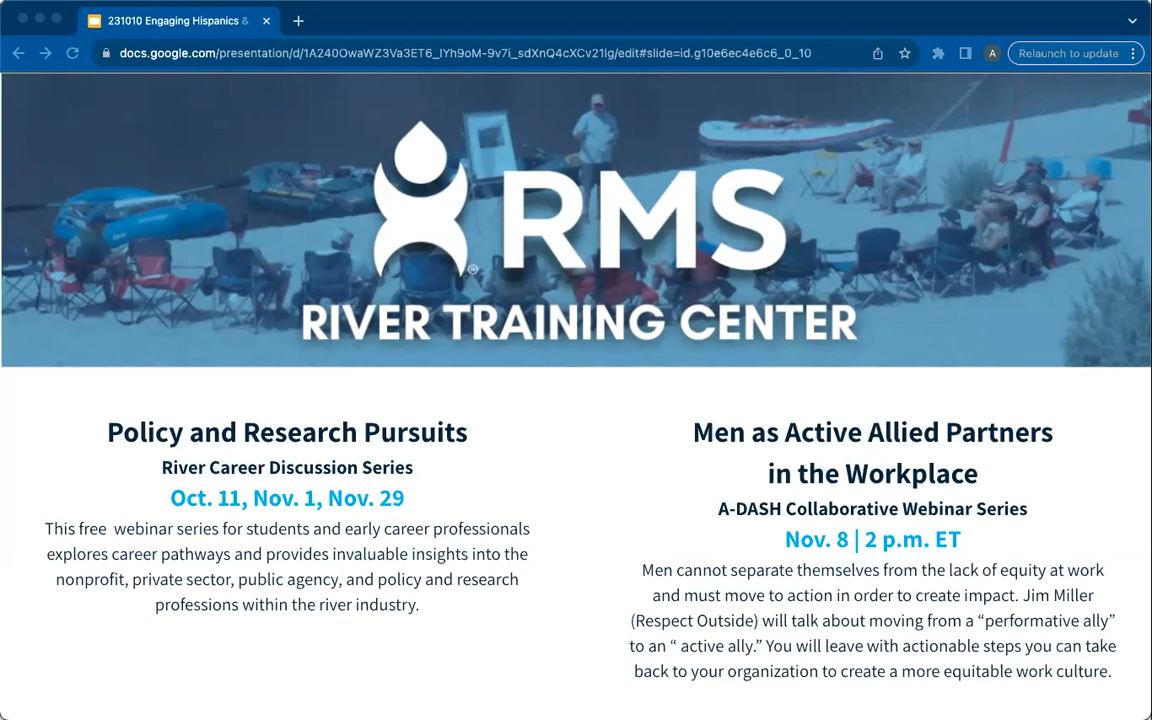 231010 Engaging Hispanics &
docs.google.com/presentation/d/1A240OwaWZ3Va3ET6_lYh9oM-9v7i_sdXnQ4cXCv21lg/edit#slide=id.g10e6ec4e6c6_0_10
A
Relaunch to update
RMS
®
RIVER TRAINING CENTER
Policy and Research Pursuits
River Career Discussion Series
Oct. 11, Nov. 1, Nov. 29
This free webinar series for students and early career professionals
explores career pathways and provides invaluable insights into the
nonprofit, private sector, public agency, and policy and research
professions within the river industry.
Men as Active Allied Partners
in the Workplace
A-DASH Collaborative Webinar Series
Nov. 8 | 2 p.m. ET
Men cannot separate themselves from the lack of equity at work
and must move to action in order to create impact. Jim Miller
(Respect Outside) will talk about moving from a “performative ally”
to an “ active ally.” You will leave with actionable steps you can take
back to your organization to create a more equitable work culture.